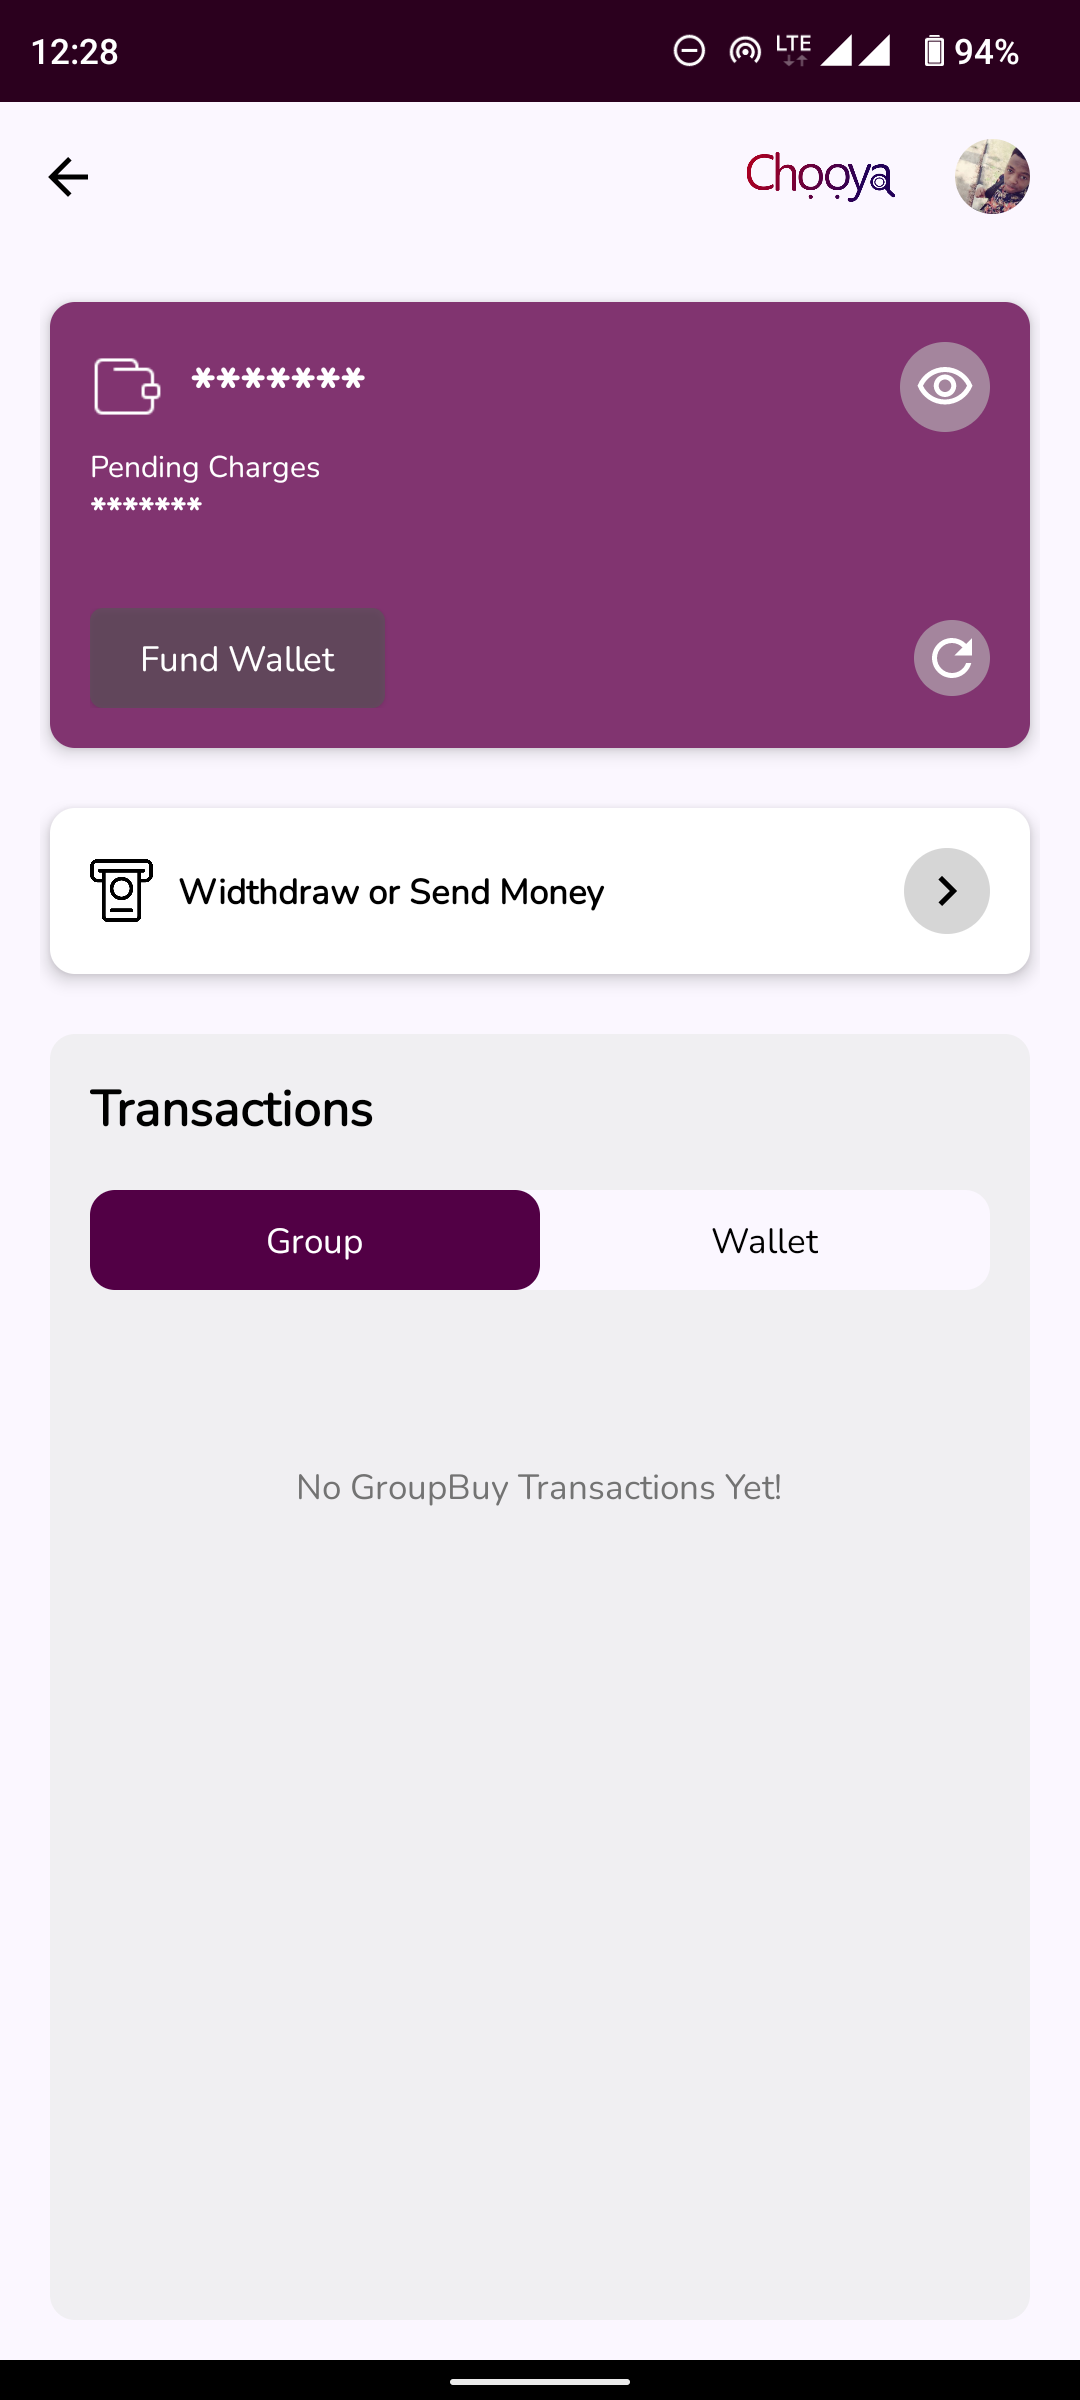 12:28
LTE
94%
Chooya
*******
Pending Charges
*******
Fund Wallet
Widthdraw or Send Money
Transactions
Group
Wallet
No GroupBuy Transactions Yet!